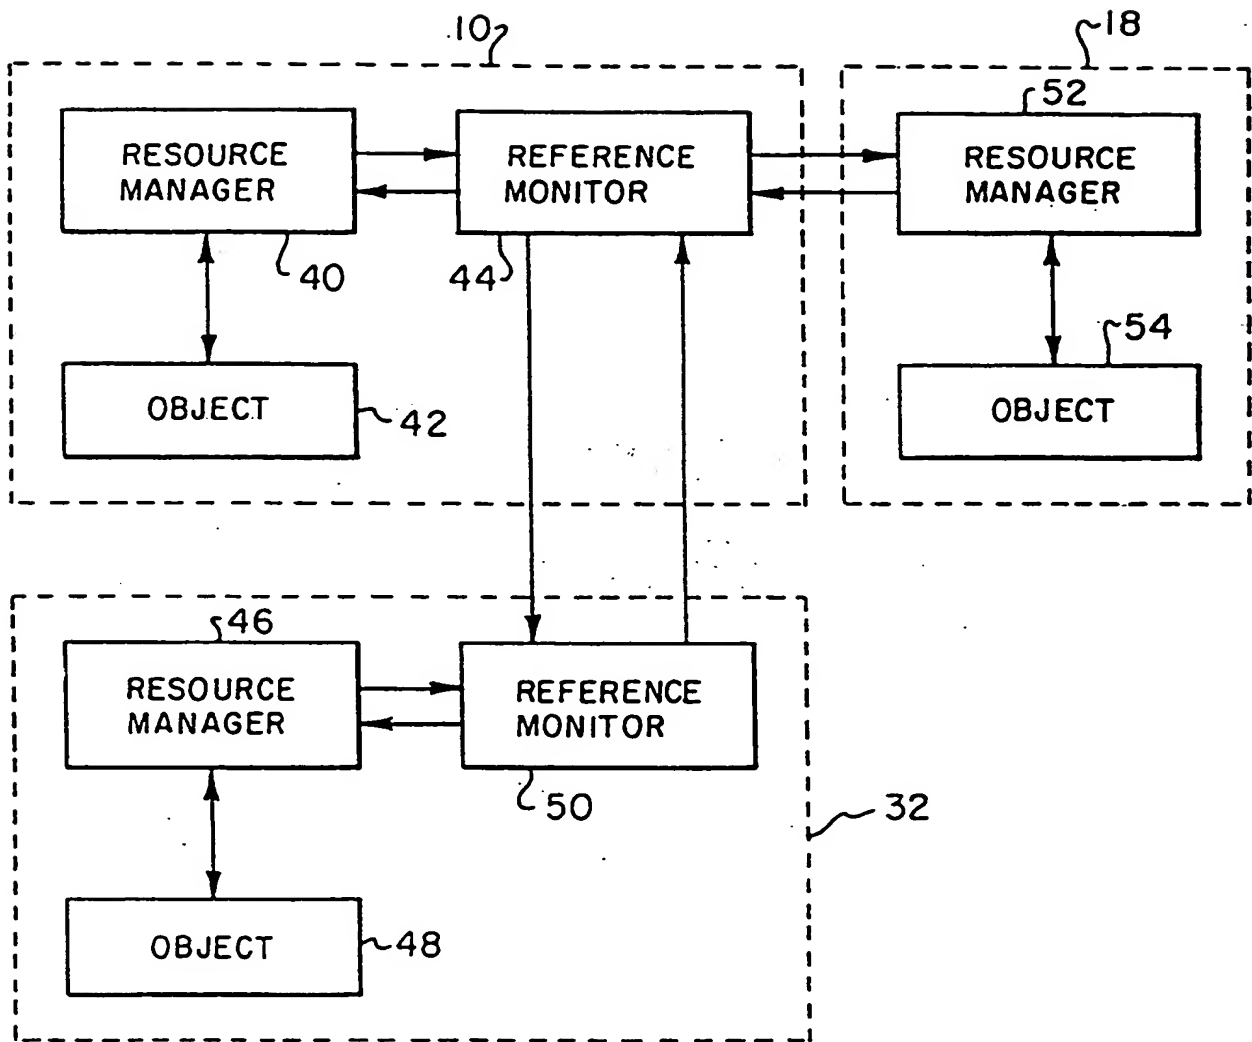 10
18
RESOURCE
MANAGER
40
REFERENCE
MONITOR
44
52
RESOURCE
MANAGER
OBJECT
42
54
OBJECT
46
RESOURCE
MANAGER
REFERENCE
MONITOR
50
32
OBJECT
48